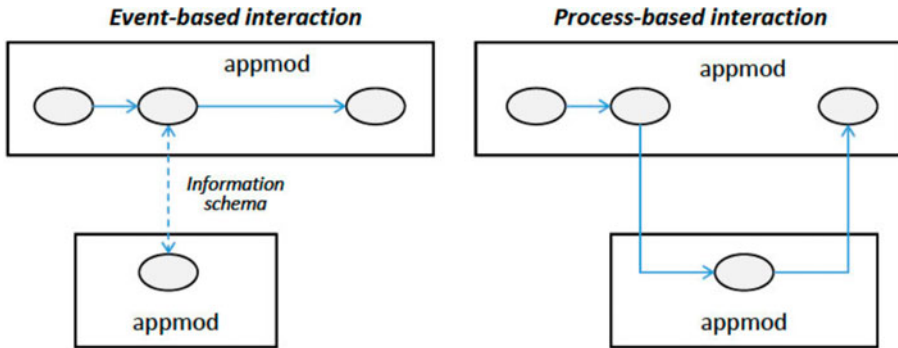 Event-based interaction
Process-based interaction
appmod
appmod
Information
schema
appmod
appmod